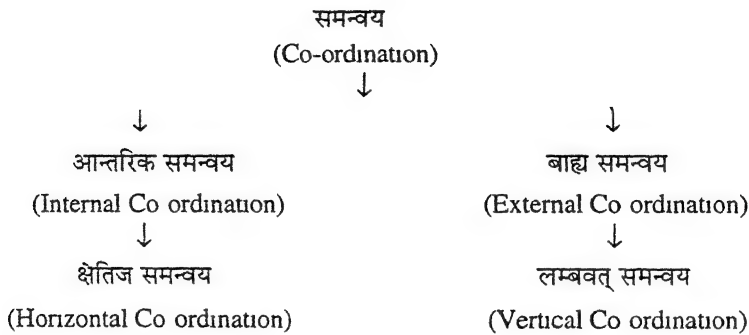 समन्वय
(Co-ordination)
↓
↓ ↓
आन्तरिक समन्वय बाह्य समन्वय
(Internal Co ordination) (External Co ordination)
↓ ↓
क्षेतिज समन्वय लम्बवत् समन्वय
(Horizontal Co ordination) (Vertical Co ordination)